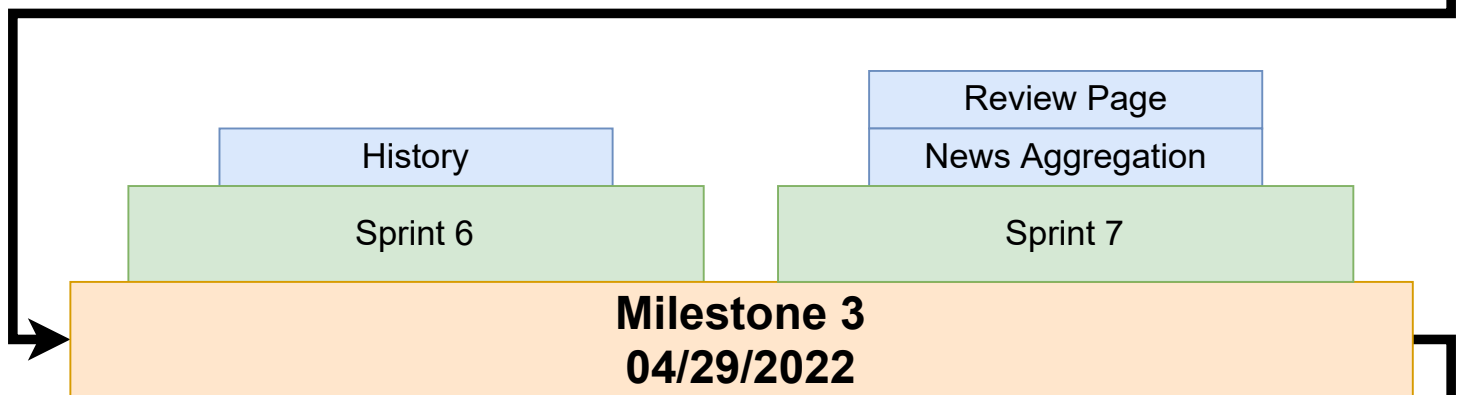 Review Page
History
News Aggregation
Sprint 6
Sprint 7
Milestone 3
04/29/2022